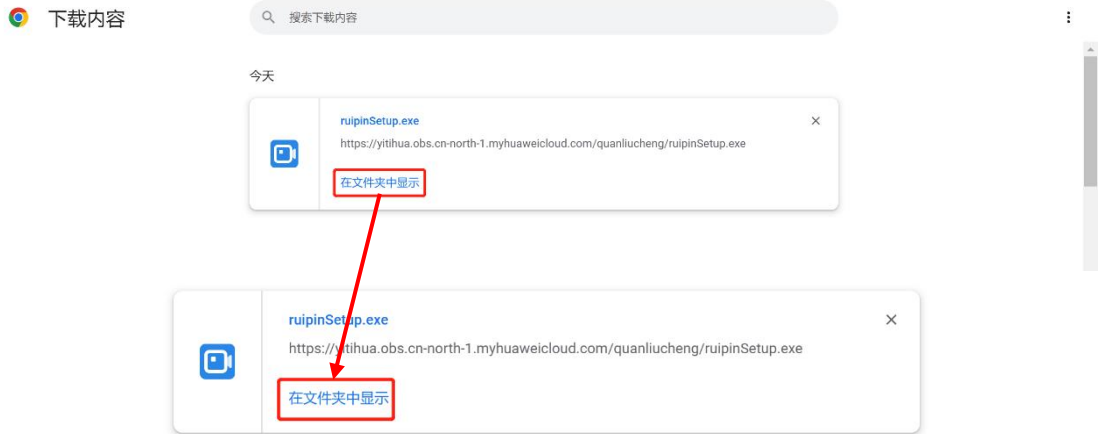 下载内容
搜索下载内容
今天
ruipinSetup.exe
https://yitihua.obs.cn-north-1.myhuaweicloud.com/quanliucheng/ruipinSetup.exe
在文件夹中显示
ruipinSetup.exe
https://yitihua.obs.cn-north-1.myhuaweicloud.com/quanliucheng/ruipinSetup.exe
在文件夹中显示